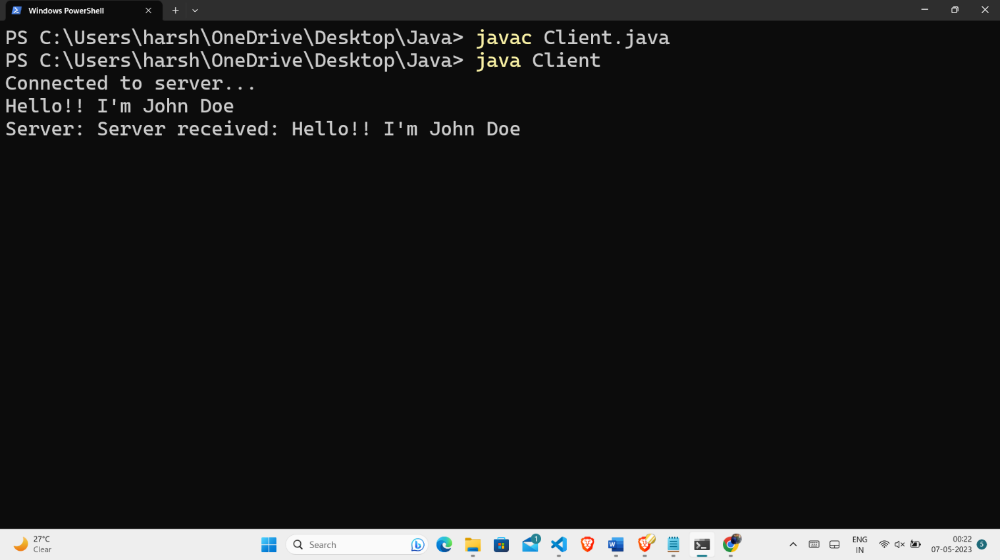 Windows PowerShell
PS C:\Users\harsh\OneDrive\Desktop\Java> javac Client.java
PS C:\Users\harsh\OneDrive\Desktop\Java> java Client
Connected to server...
Hello!! I'm John Doe
Server: Server received: Hello!! I'm John Doe
27°C
Clear
Search
1
ENG
IN
00:22
07-05-2023
5